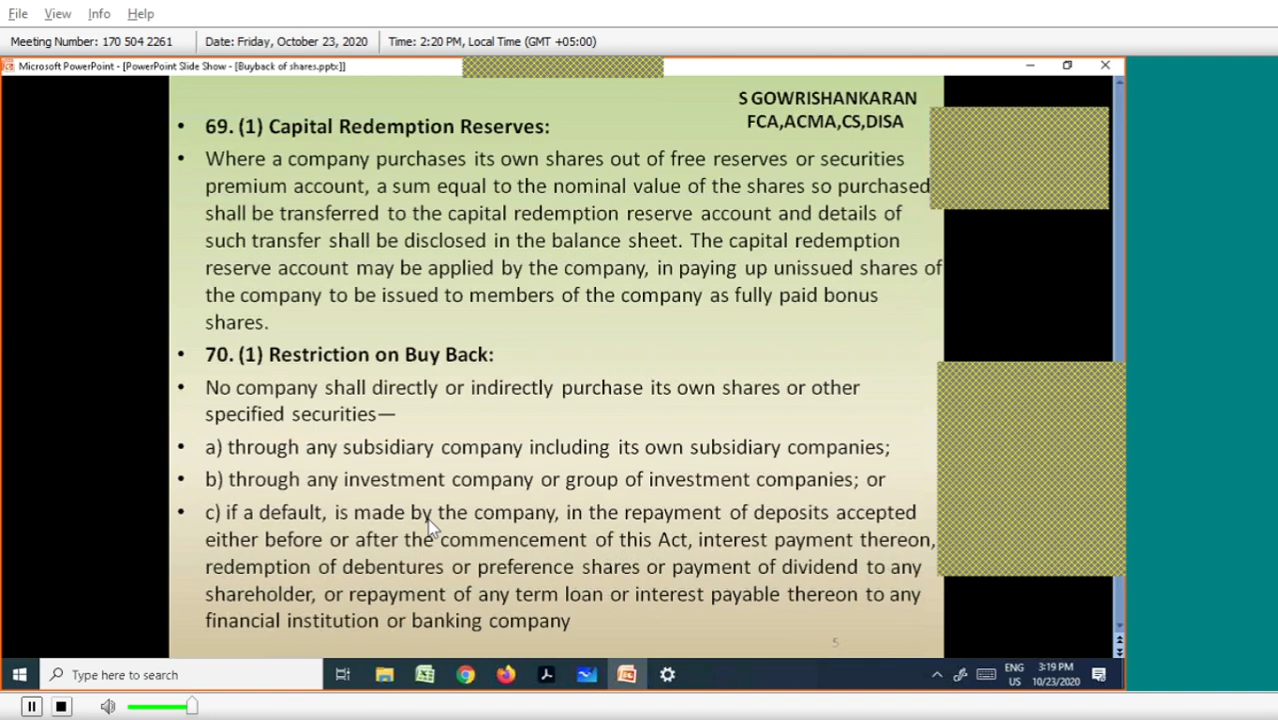 File View Info Help
Meeting Number: 170 504 2261 Date: Friday, October 23, 2020 Time: 2:20 PM, Local Time (GMT +05:00)
Microsoft PowerPoint - [PowerPoint Slide Show - [Buyback of shares.pptx]]
S GOWRISHANKARAN
FCA,ACMA,CS,DISA
• 69. (1) Capital Redemption Reserves:
• Where a company purchases its own shares out of free reserves or securities
premium account, a sum equal to the nominal value of the shares so purchased
shall be transferred to the capital redemption reserve account and details of
such transfer shall be disclosed in the balance sheet. The capital redemption
reserve account may be applied by the company, in paying up unissued shares of
the company to be issued to members of the company as fully paid bonus
shares.
• 70. (1) Restriction on Buy Back:
• No company shall directly or indirectly purchase its own shares or other
specified securities—
• a) through any subsidiary company including its own subsidiary companies;
• b) through any investment company or group of investment companies; or
• c) if a default, is made by the company, in the repayment of deposits accepted
either before or after the commencement of this Act, interest payment thereon,
redemption of debentures or preference shares or payment of dividend to any
shareholder, or repayment of any term loan or interest payable thereon to any
financial institution or banking company
5
Type here to search
ENG
US
3:19 PM
10/23/2020